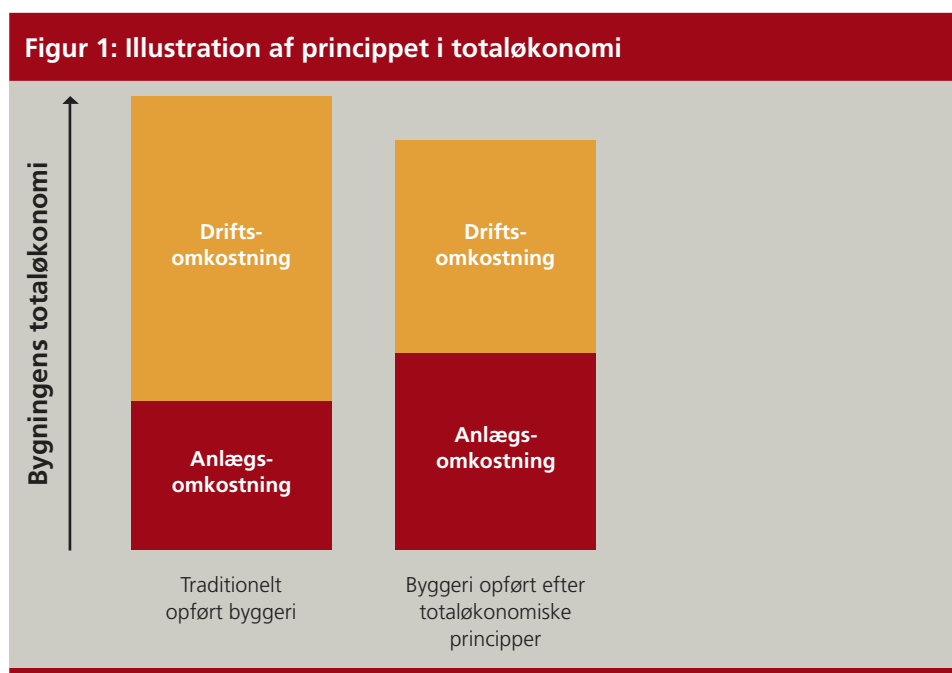 Figur 1: Illustration af princippet i totaløkonomi
Bygningens totaløkonomi
Drifts-
omkostning
Anlægs-
omkostning
Drifts-
omkostning
Anlægs-
omkostning
Traditionelt
opført byggeri
Byggeri opført efter
totaløkonomiske
principper